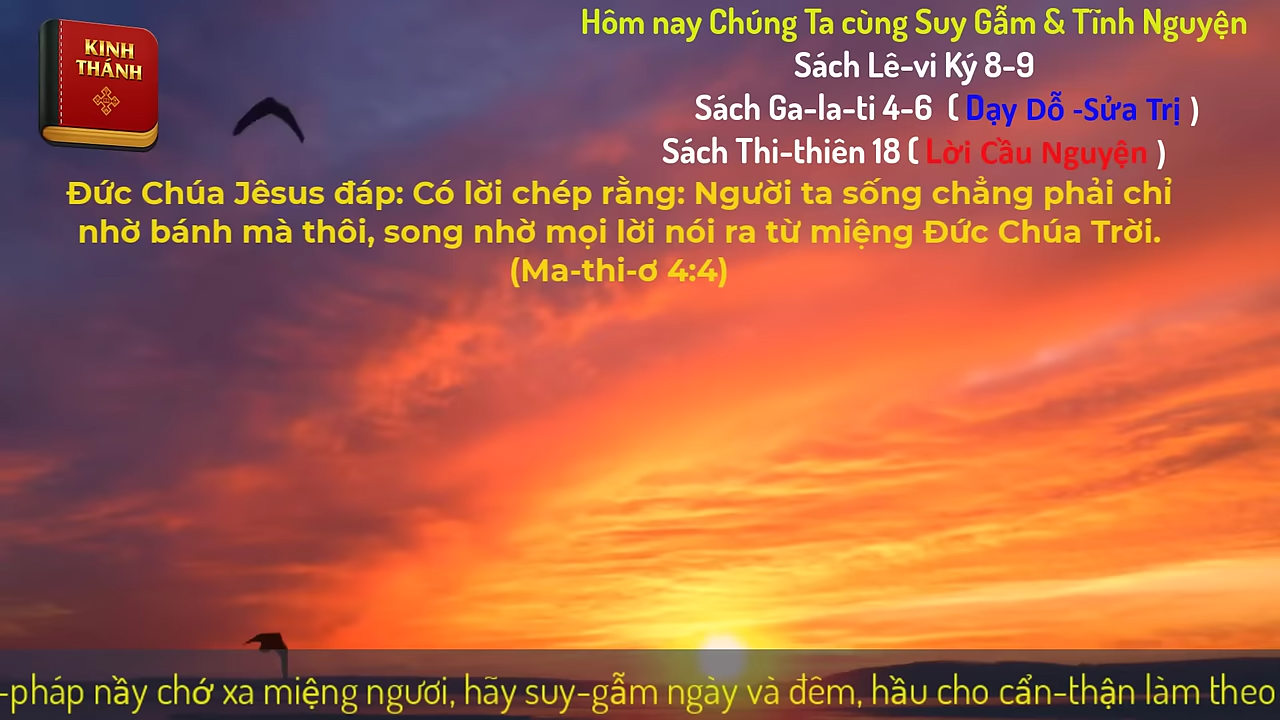 KINH
THÁNH
Hôm nay Chúng Ta cùng Suy Gẫm & Tĩnh Nguyện
Sách Lê-vi Ký 8-9
Sách Ga-la-ti 4-6 ( Dạy Dỗ -Sửa Trị )
Sách Thi-thiên 18 ( Lời Cầu Nguyện )
Đức Chúa Jêsus đáp: Có lời chép rằng: Người ta sống chẳng phải chỉ
nhờ bánh mà thôi, song nhờ mọi lời nói ra từ miệng Đức Chúa Trời.
(Ma-thi-ơ 4:4)
-pháp nầy chớ xa miệng ngươi, hãy suy-gẫm ngày và đêm, hầu cho cẩn-thận làm theo